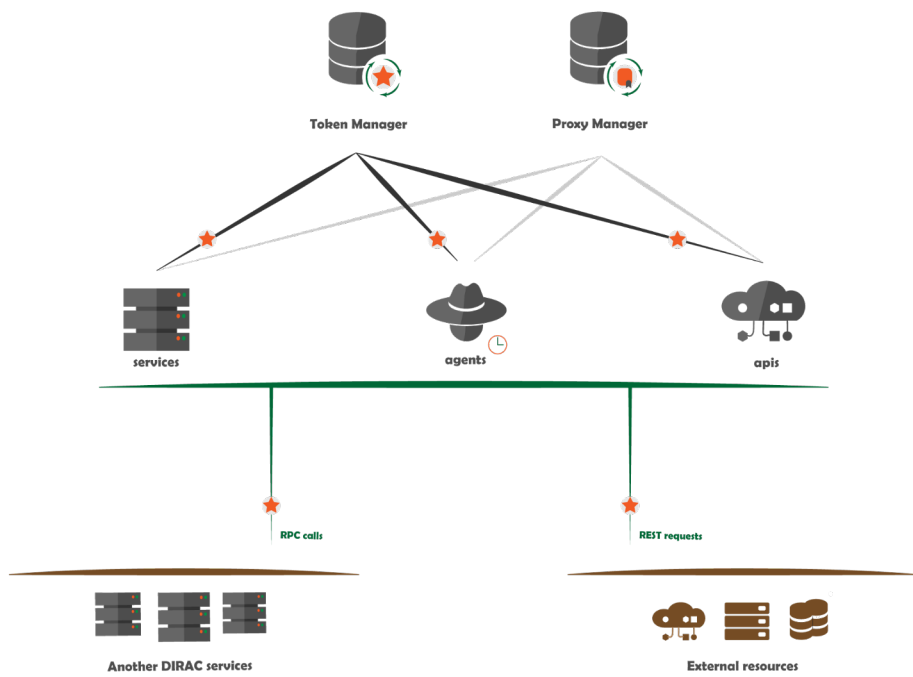 Token Manager
Proxy Manager
services
agents
apis
RPC calls
REST requests
Another DIRAC services
External resources